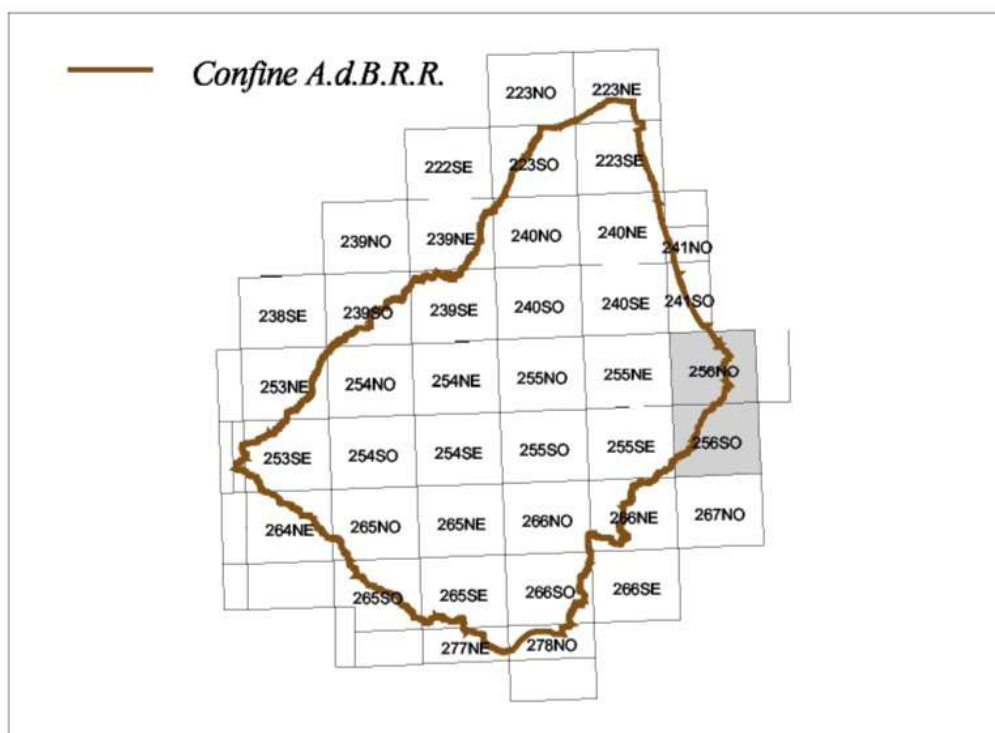 Confine A.d.B.R.R.
223NO 223NE
222SE 223SO 223SE
239NO 239NE 240NO 240NE 241NO
238SE 239SO 239SE 240SO 240SE 241SO
253NE 254NO 254NE 255NO 255NE 256NO
253SE 254SO 254SE 255SO 255SE 256SO
264NE 265NO 265NE 266NO 266NE 267NO
265SO 265SE 266SO 266SE
277NE 278NO